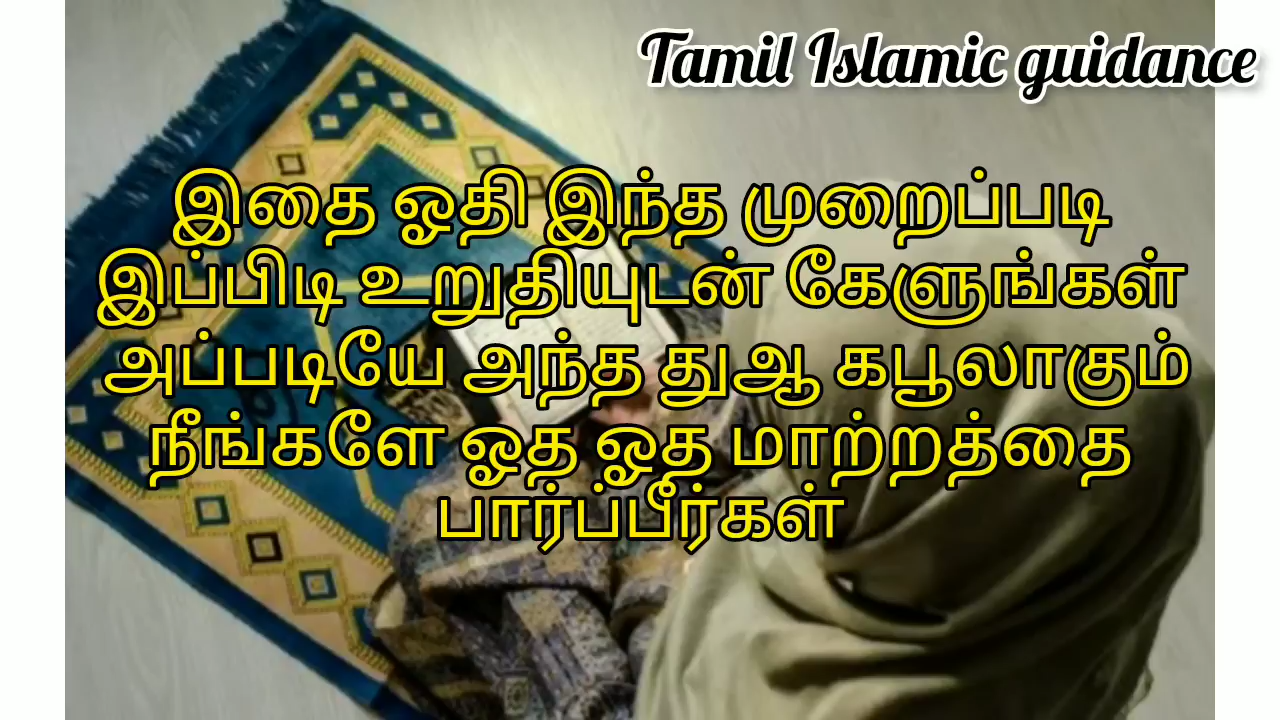 Tamil Islamic guidance
இதை ஓதி இந்த முறைப்படி
இப்பிடி உறுதியுடன் கேளுங்கள்
அப்படியே அந்த துஆ கபூலாகும்
நீங்களே ஓத ஓத மாற்றத்தை
பார்ப்பீர்கள்